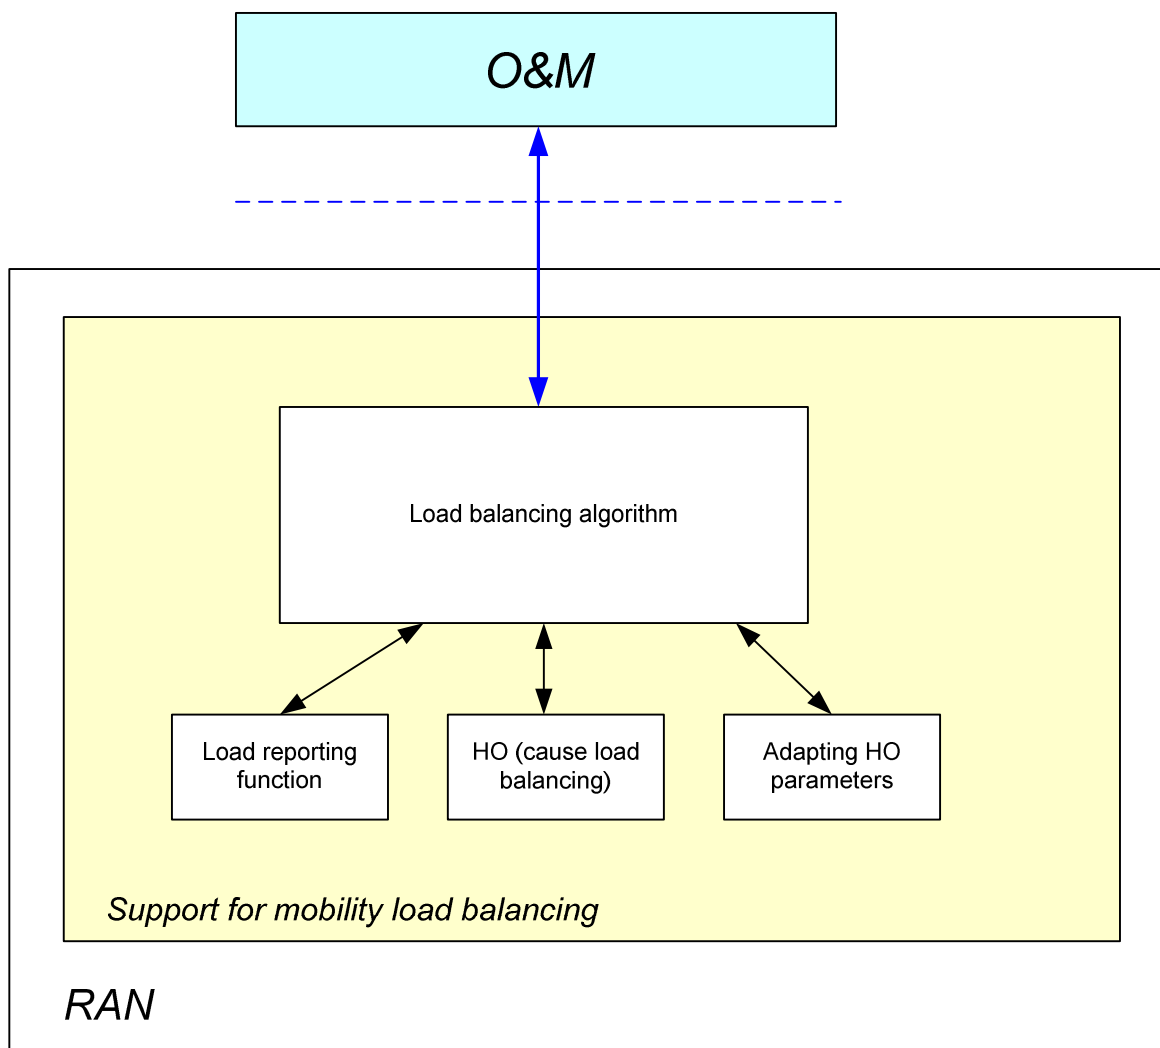 O&M
Load balancing algorithm
Load reporting
function
HO (cause load
balancing)
Adapting HO
parameters
Support for mobility load balancing
RAN